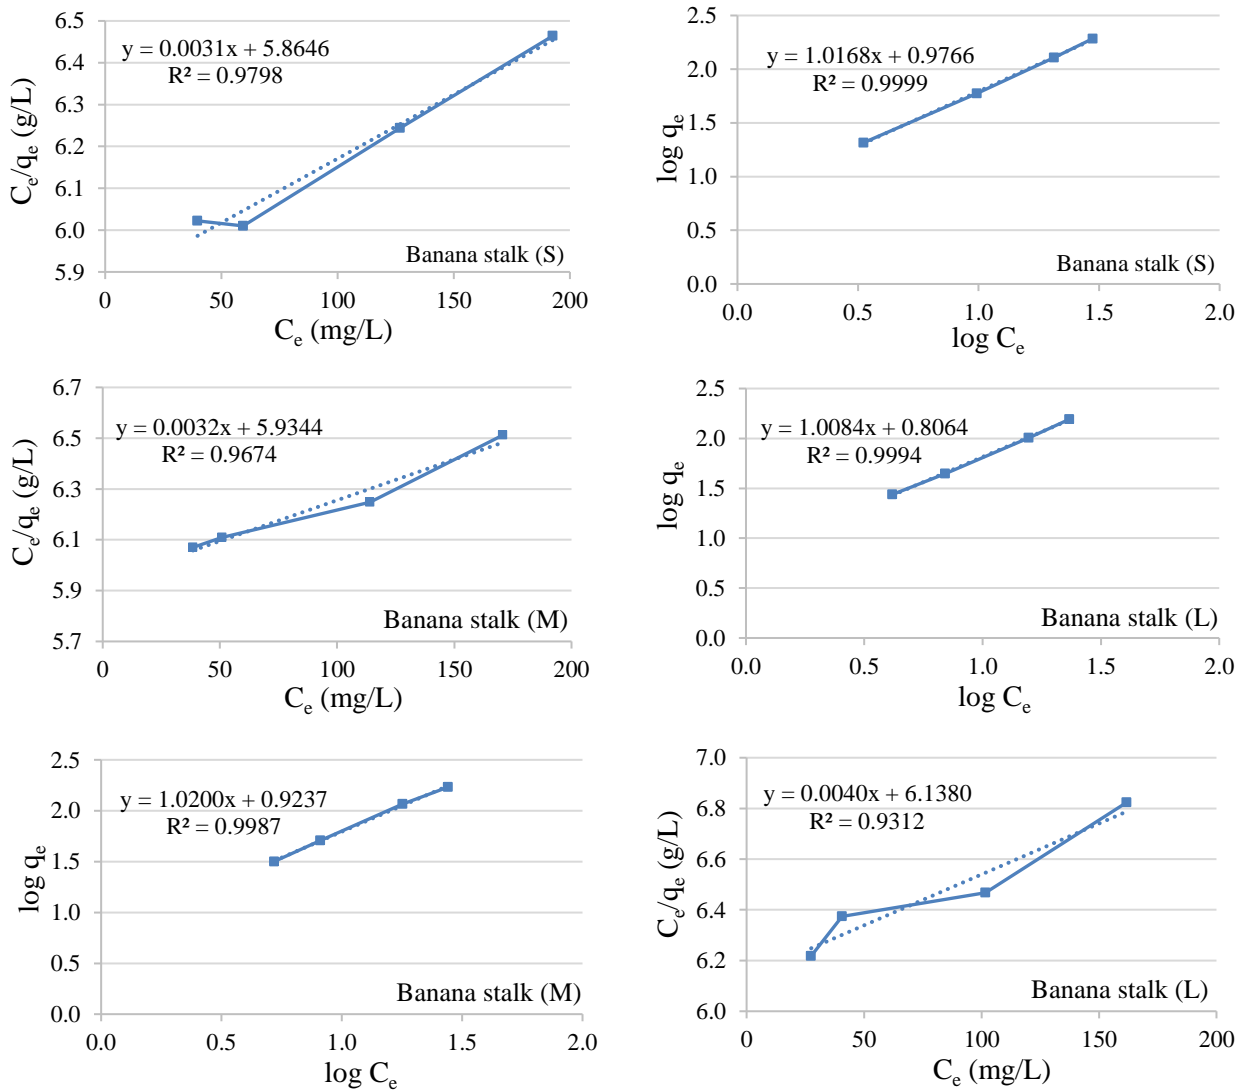 6.5
6.4
6.3
6.2
6.1
6.0
5.9
Cₑ/qₑ (g/L)
y = 0.0031x + 5.8646
R² = 0.9798
Banana stalk (S)
0 50 100 150 200
Cₑ (mg/L)
2.5
2.0
1.5
1.0
0.5
0.0
log qₑ
y = 1.0168x + 0.9766
R² = 0.9999
Banana stalk (S)
0.0 0.5 1.0 1.5 2.0
log Cₑ
6.7
6.5
6.3
6.1
5.9
5.7
Cₑ/qₑ (g/L)
y = 0.0032x + 5.9344
R² = 0.9674
Banana stalk (M)
0 50 100 150 200
Cₑ (mg/L)
2.5
2.0
1.5
1.0
0.5
0.0
log qₑ
y = 1.0084x + 0.8064
R² = 0.9994
Banana stalk (L)
0.0 0.5 1.0 1.5 2.0
log Cₑ
2.5
2.0
1.5
1.0
0.5
0.0
log qₑ
y = 1.0200x + 0.9237
R² = 0.9987
Banana stalk (M)
0.0 0.5 1.0 1.5 2.0
log Cₑ
7.0
6.8
6.6
6.4
6.2
6.0
Cₑ/qₑ (g/L)
y = 0.0040x + 6.1380
R² = 0.9312
Banana stalk (L)
0 50 100 150 200
Cₑ (mg/L)